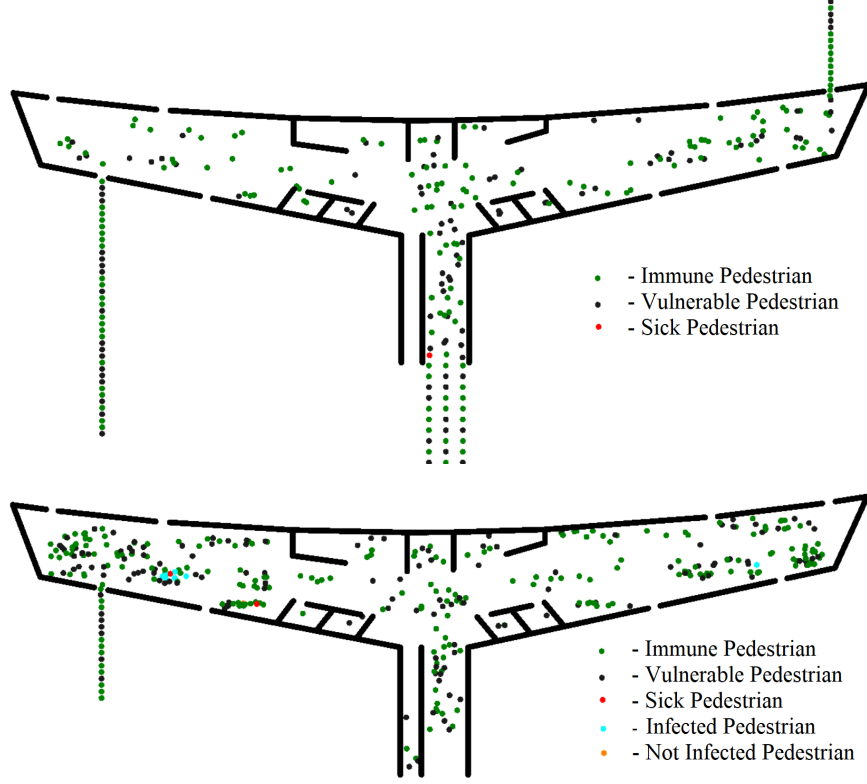 - Immune Pedestrian
- Vulnerable Pedestrian
- Sick Pedestrian
- Immune Pedestrian
- Vulnerable Pedestrian
- Sick Pedestrian
- Infected Pedestrian
- Not Infected Pedestrian